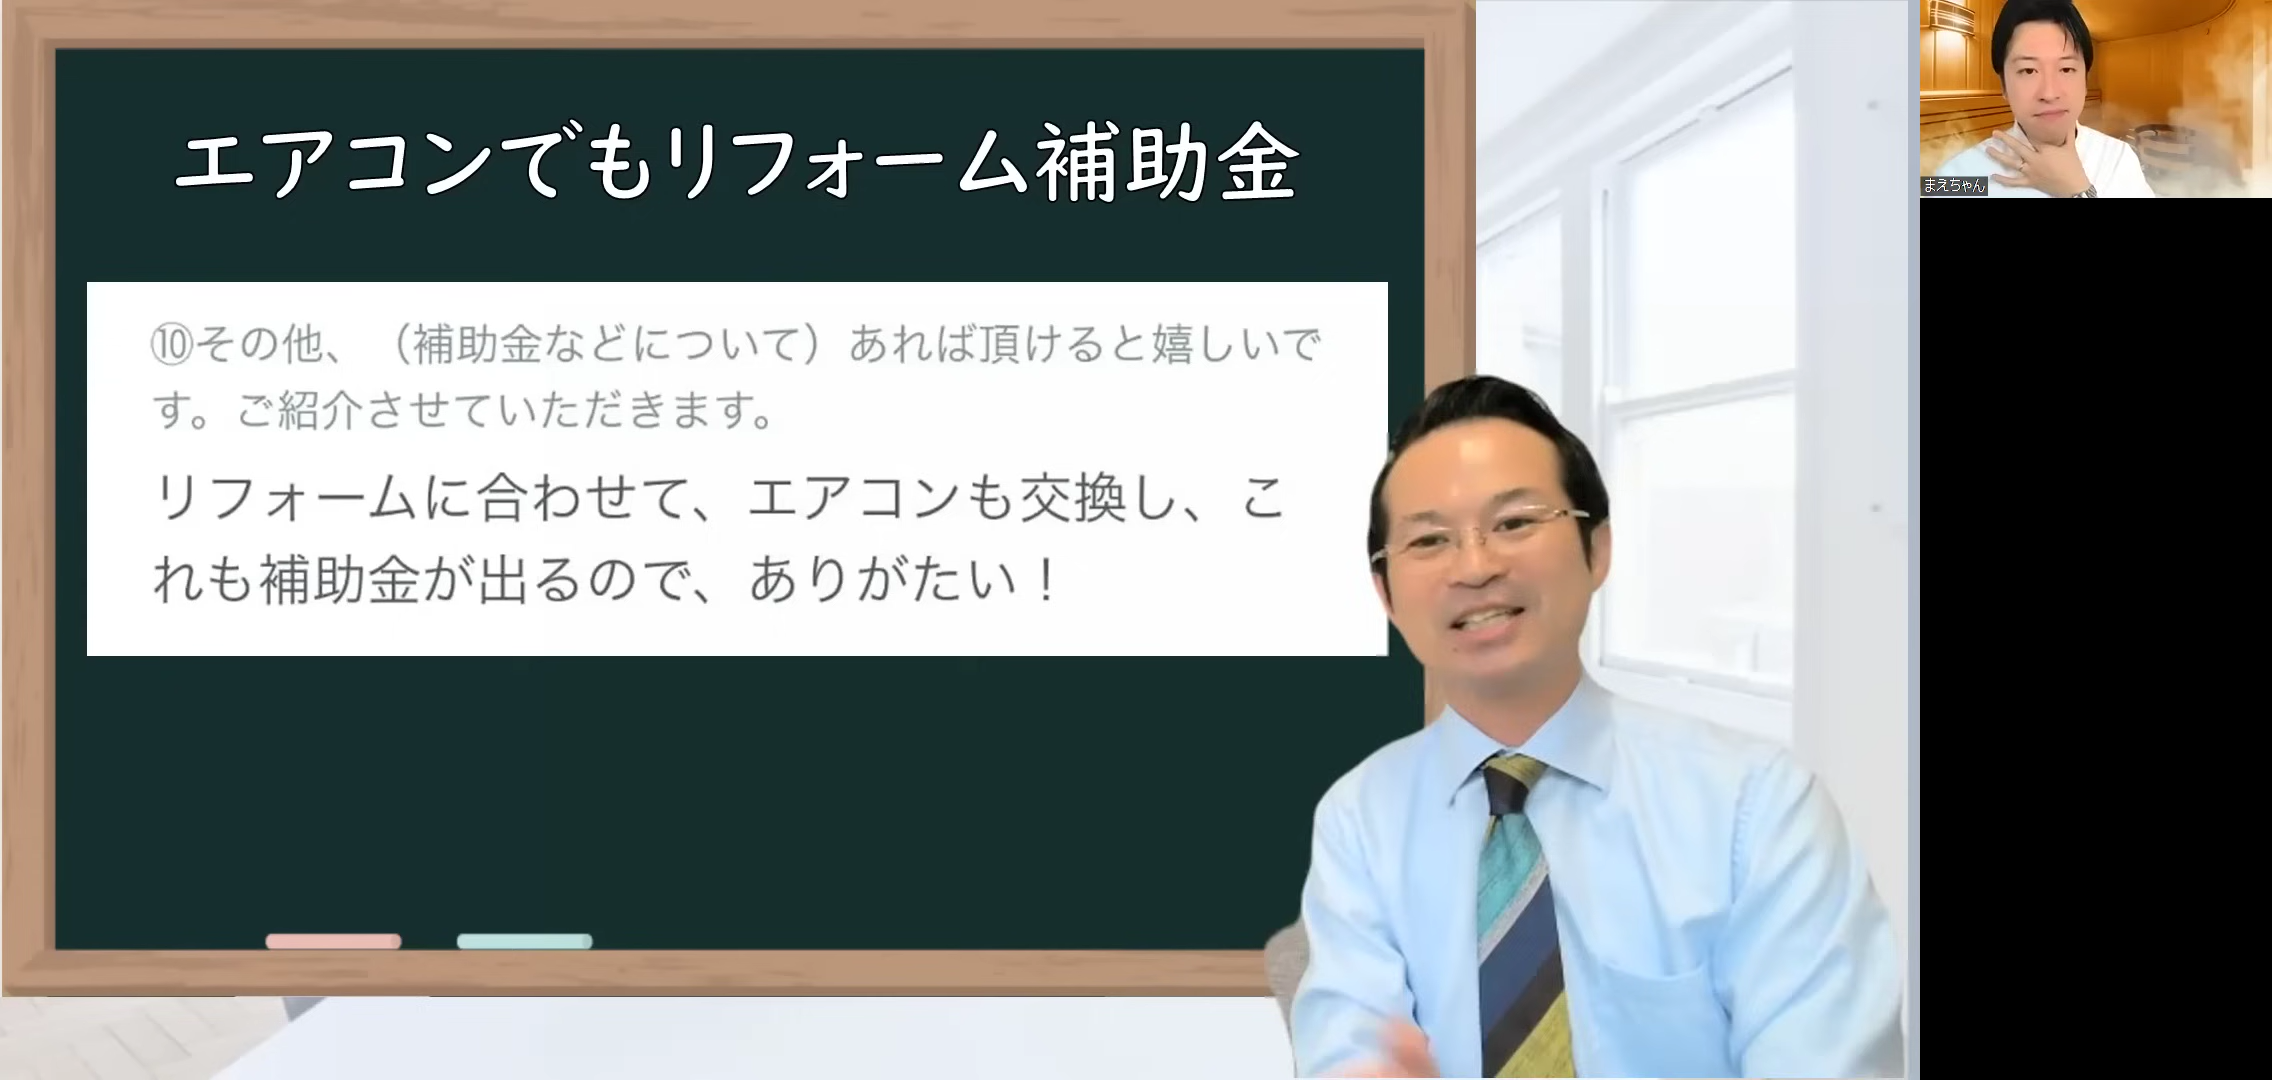 エアコンでもリフォーム補助金
⑩その他、（補助金などについて）あれば頂けると嬉しいで
す。ご紹介させていただきます。
リフォームに合わせて、エアコンも交換し、こ
れも補助金が出るので、ありがたい！
まえちゃん